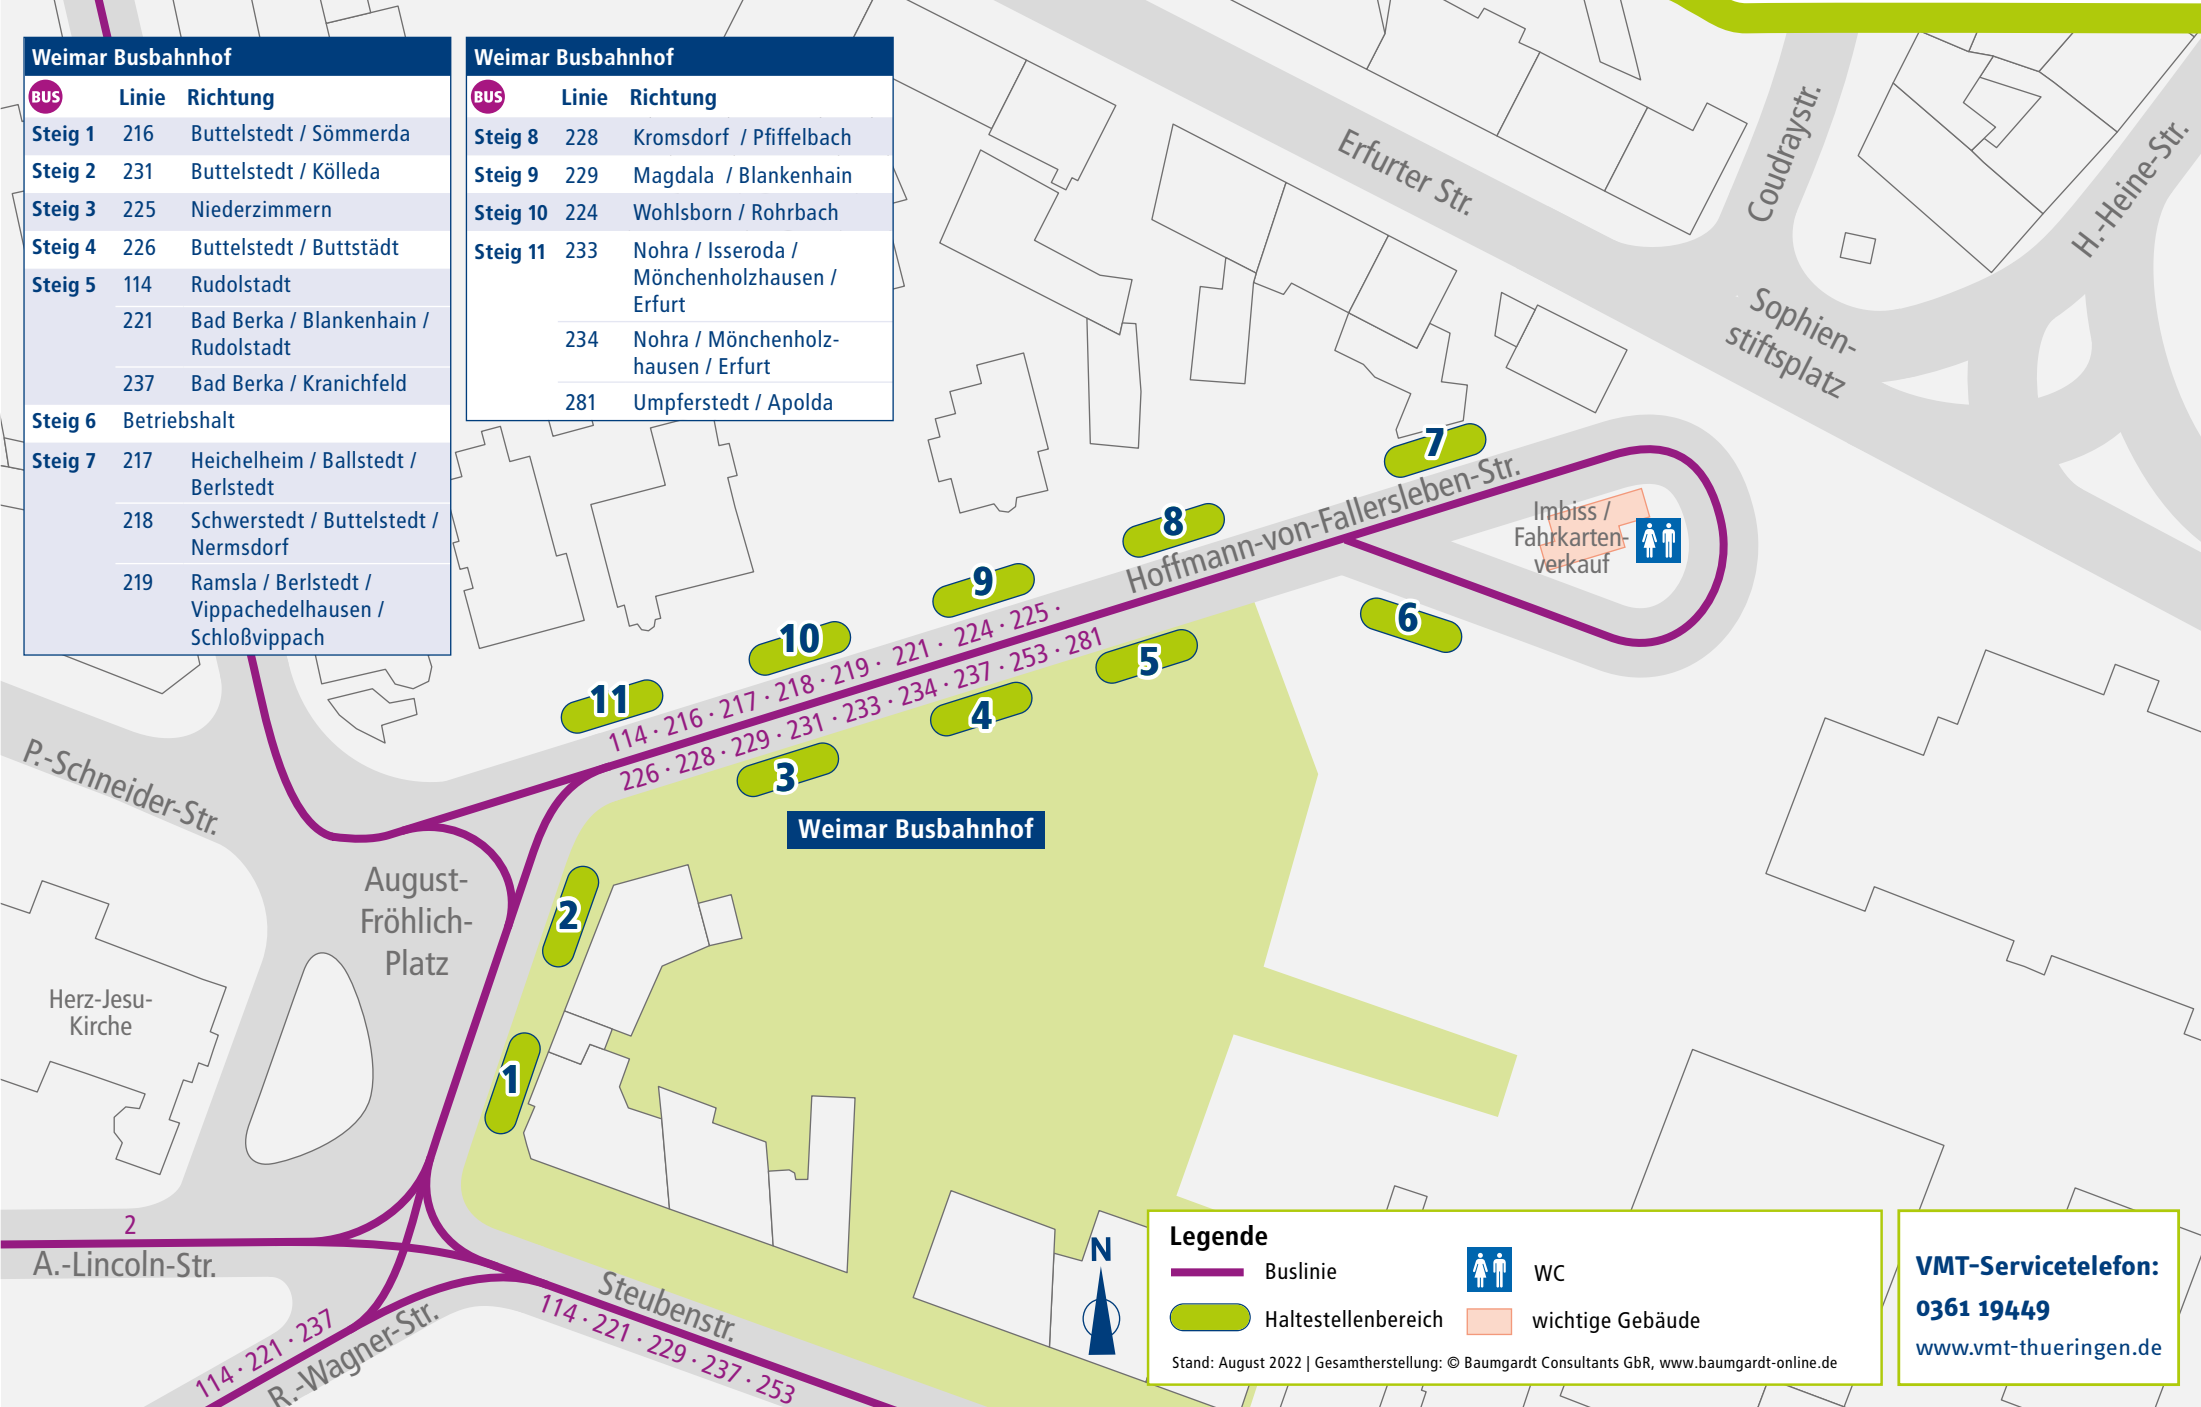 Weimar Busbahnhof
BUS Linie Richtung
Steig 1 216 Buttelstedt / Sömmerda
Steig 2 231 Buttelstedt / Kölleda
Steig 3 225 Niederzimmern
Steig 4 226 Buttelstedt / Buttstädt
Steig 5 114 Rudolstadt
221 Bad Berka / Blankenhain /
Rudolstadt
237 Bad Berka / Kranichfeld
Steig 6 Betriebshalt
Steig 7 217 Heichelheim / Ballstedt /
Berlstedt
218 Schwerstedt / Buttelstedt /
Nermsdorf
219 Ramsla / Berlstedt /
Vippachedelhausen /
Schloßvippach
Weimar Busbahnhof
BUS Linie Richtung
Steig 8 228 Kromsdorf / Pfiffelbach
Steig 9 229 Magdala / Blankenhain
Steig 10 224 Wohlsborn / Rohrbach
Steig 11 233 Nohra / Isseroda /
Mönchenholzhausen /
Erfurt
234 Nohra / Mönchenholz-
hausen / Erfurt
281 Umpferstedt / Apolda
Erfurter Str.
Coudraystr.
H.-Heine-Str.
Sophien-
stiftsplatz
7
Hoffmann-von-Fallersleben-Str.
Imbiss /
Fahrkarten-
verkauf
8
9
10
11
6
5
4
3
114 · 216 · 217 · 218 · 219 · 221 · 224 · 225 ·
226 · 228 · 229 · 231 · 233 · 234 · 237 · 253 · 281
Weimar Busbahnhof
P.-Schneider-Str.
August-
Fröhlich-
Platz
2
1
Herz-Jesu-
Kirche
2
A.-Lincoln-Str.
114 · 221 · 237
R.-Wagner-Str.
Steubenstr.
114 · 221 · 229 · 237 · 253
N
Legende
Buslinie
WC
Haltestellenbereich
wichtige Gebäude
Stand: August 2022 | Gesamtherstellung: © Baumgardt Consultants GbR, www.baumgardt-online.de
VMT-Servicetelefon:
0361 19449
www.vmt-thueringen.de